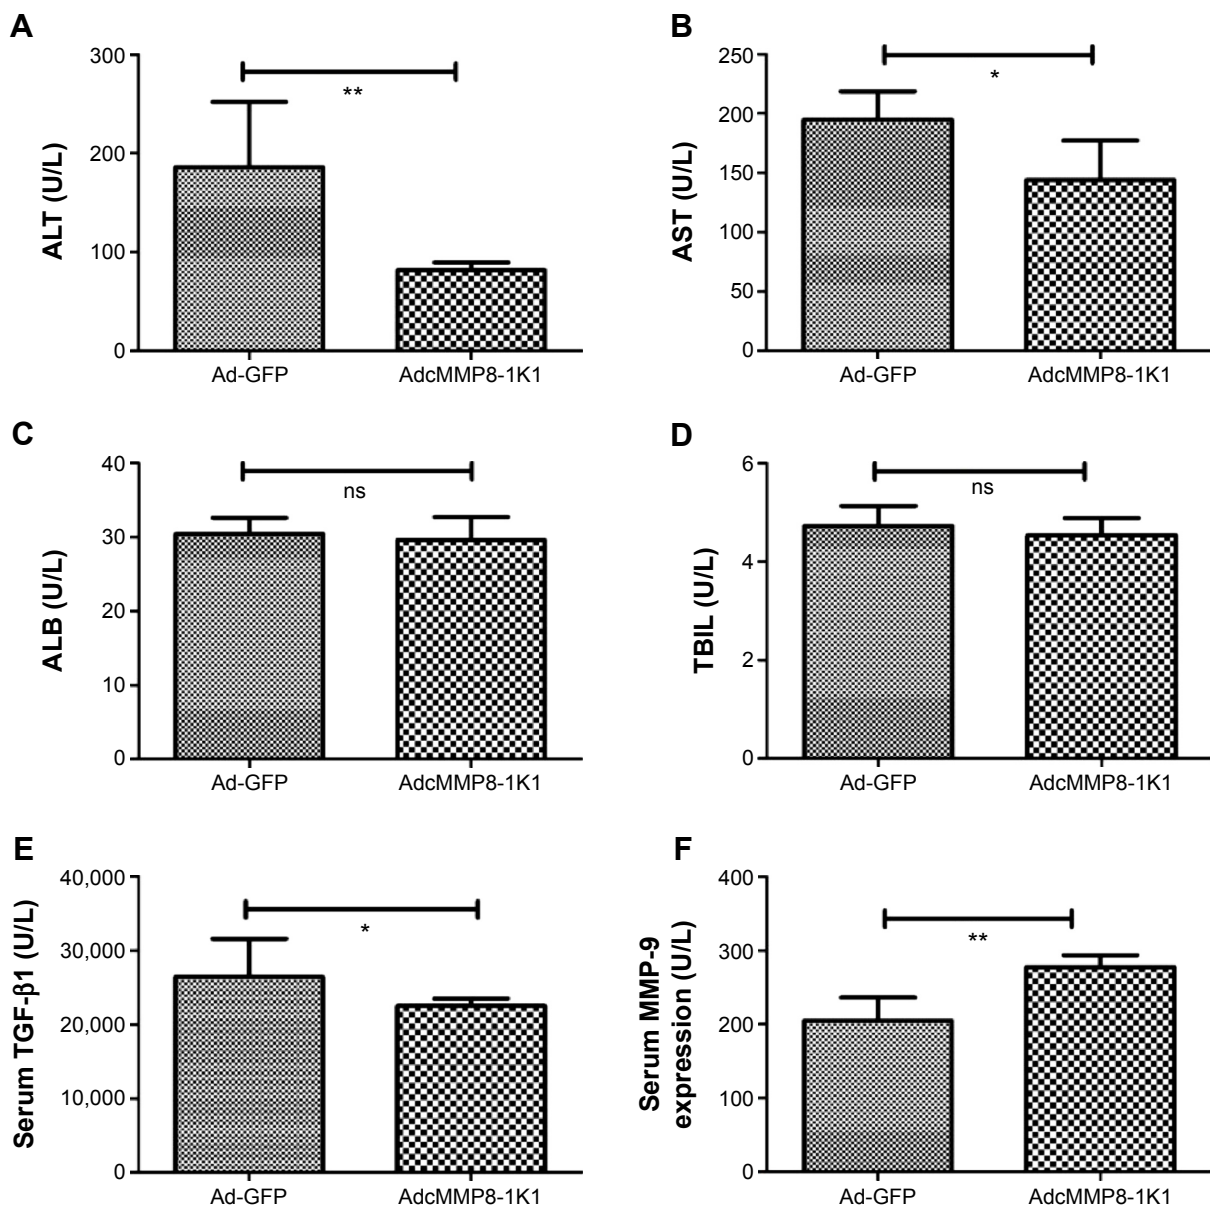 A
ALT (U/L)
300
200
100
0
**
Ad-GFP
AdcMMP8-1K1
B
AST (U/L)
250
200
150
100
50
0
*
Ad-GFP
AdcMMP8-1K1
C
ALB (U/L)
40
30
20
10
0
ns
Ad-GFP
AdcMMP8-1K1
D
TBIL (U/L)
6
4
2
0
ns
Ad-GFP
AdcMMP8-1K1
E
Serum TGF-β1 (U/L)
40,000
30,000
20,000
10,000
0
*
Ad-GFP
AdcMMP8-1K1
F
Serum MMP-9
expression (U/L)
400
300
200
100
0
**
Ad-GFP
AdcMMP8-1K1